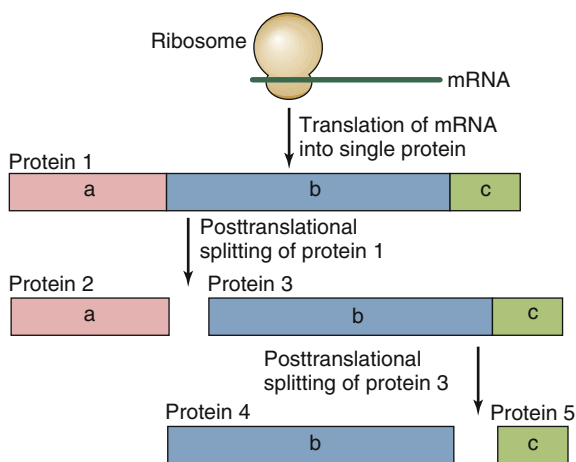 Ribosome
mRNA
Translation of mRNA
into single protein
Protein 1
a b c
Posttranslational
splitting of protein 1
Protein 2 Protein 3
a b c
Posttranslational
splitting of protein 3
Protein 4 Protein 5
b c